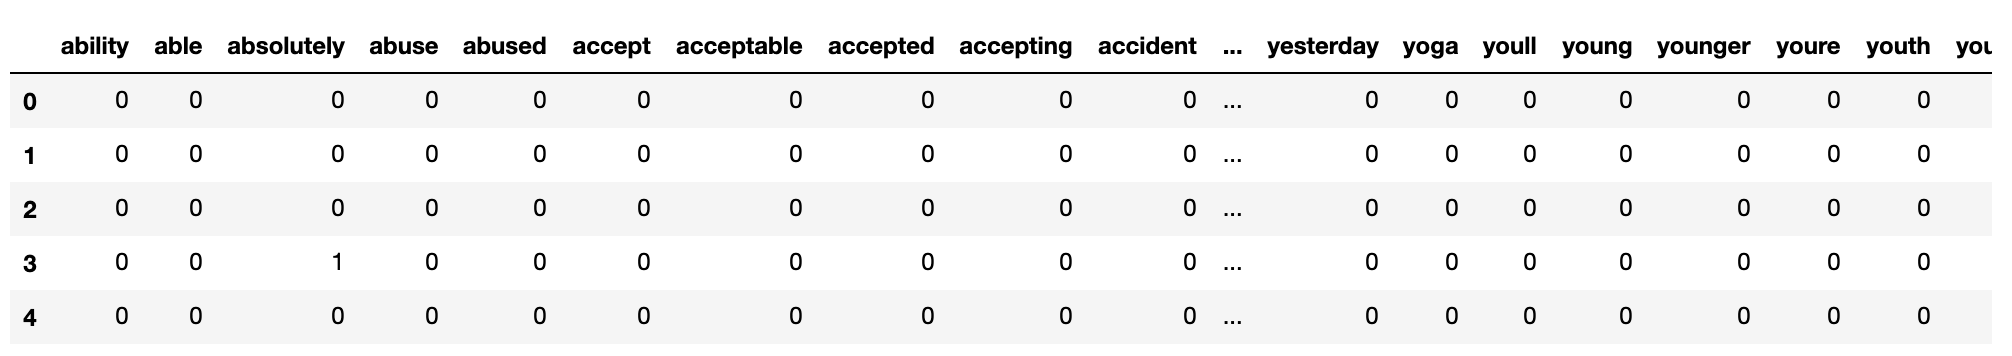 ability able absolutely abuse abused accept acceptable accepted accepting accident ... yesterday yoga youll young younger youre youth
0 0 0 0 0 0 0 0 0 0 0 ... 0 0 0 0 0 0 0
1 0 0 0 0 0 0 0 0 0 0 ... 0 0 0 0 0 0 0
2 0 0 0 0 0 0 0 0 0 0 ... 0 0 0 0 0 0 0
3 0 0 1 0 0 0 0 0 0 0 ... 0 0 0 0 0 0 0
4 0 0 0 0 0 0 0 0 0 0 ... 0 0 0 0 0 0 0